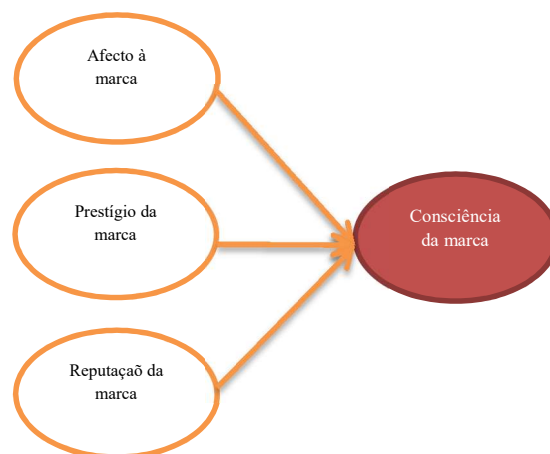 Afecto à
marca
Prestígio da
marca
Consciência
da marca
Reputaçaõ da
marca